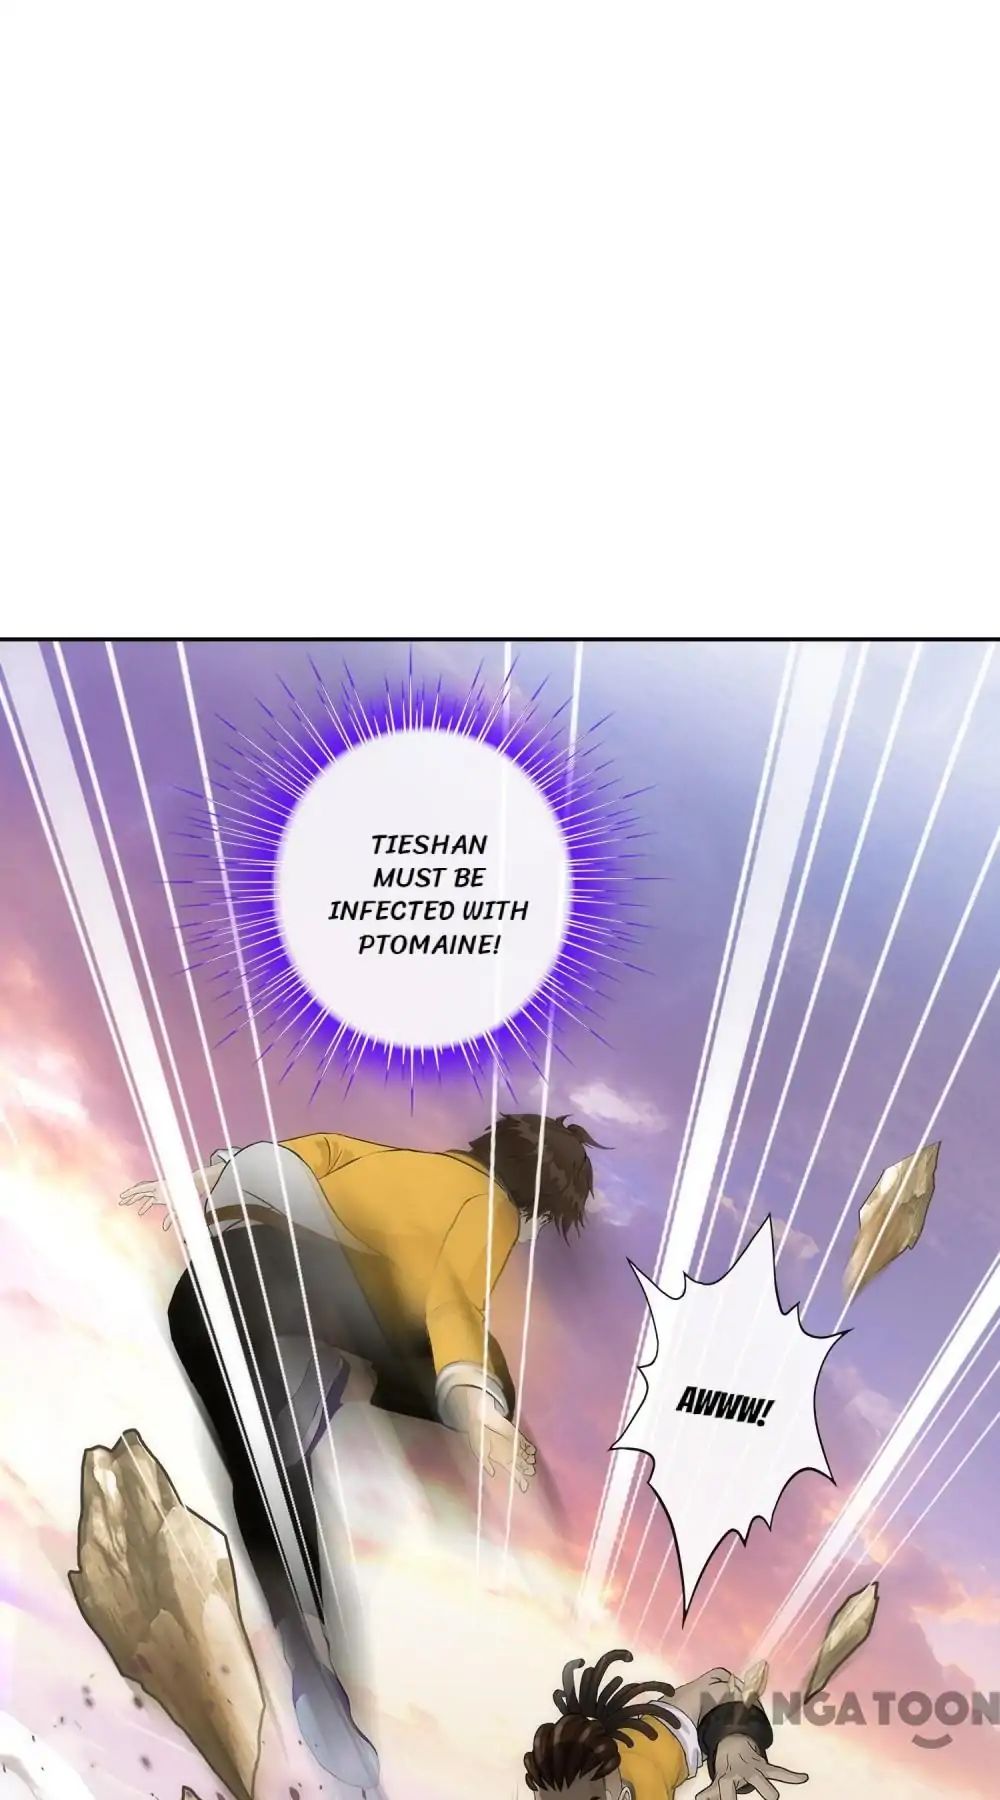 TIESHAN
MUST BE
INFECTED WITH
PTOMAINE!
AWWW!
MANGATOON